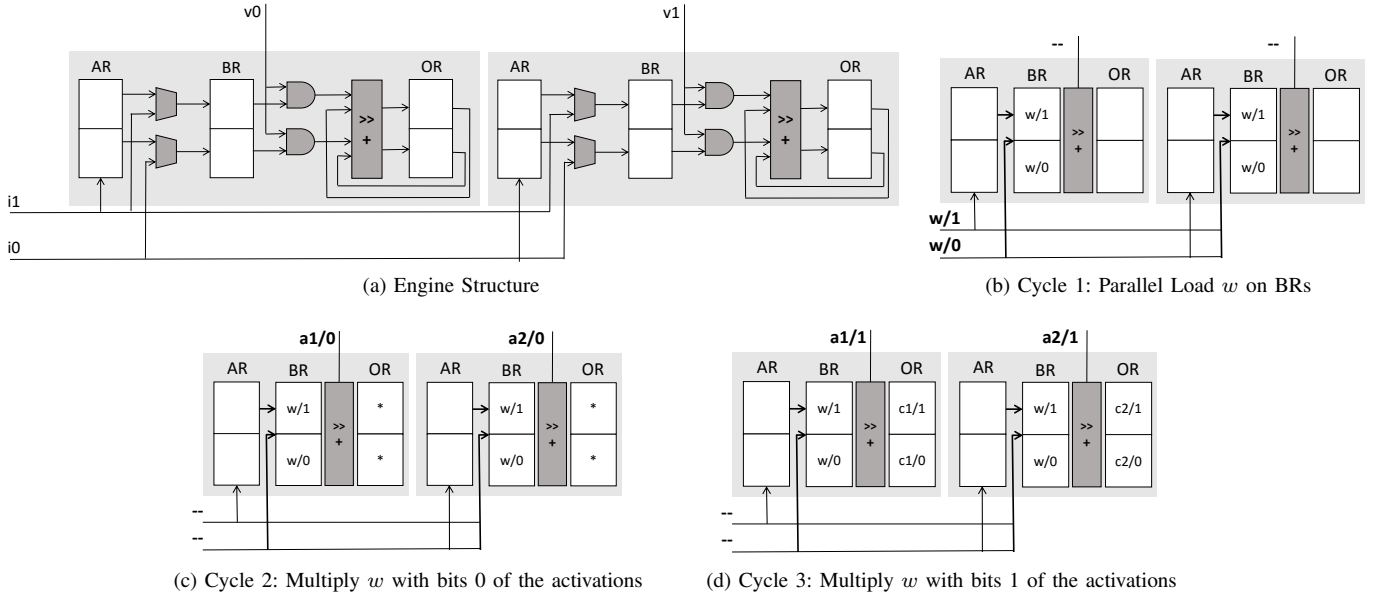 v0
v1
AR BR OR AR BR OR
>> >>
+ +
i1
i0
(a) Engine Structure
-- --
AR BR OR AR BR OR
w/1 w/1
>> >>
+ +
w/0 w/0
w/1
w/0
(b) Cycle 1: Parallel Load w on BRs
a1/0 a2/0
AR BR OR AR BR OR
w/1 * w/1 *
>> >>
+ +
w/0 * w/0 *
--
--
(c) Cycle 2: Multiply w with bits 0 of the activations
a1/1 a2/1
AR BR OR AR BR OR
w/1 c1/1 w/1 c2/1
>> >>
+ +
w/0 c1/0 w/0 c2/0
--
--
(d) Cycle 3: Multiply w with bits 1 of the activations